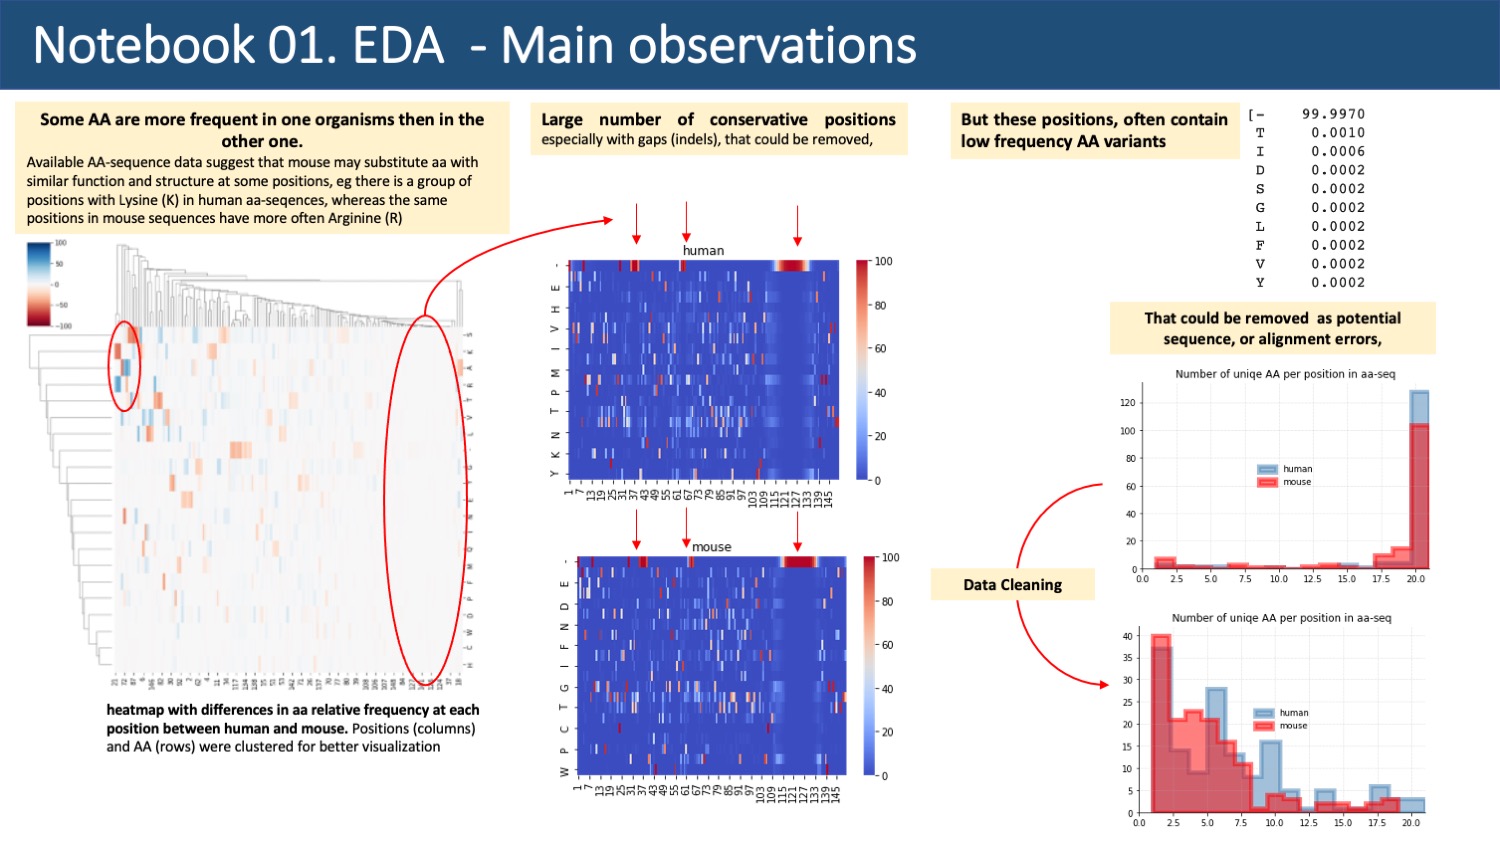 Notebook 01. EDA - Main observations
Some AA are more frequent in one organisms then in the
other one.
Available AA-sequence data suggest that mouse may substitute aa with
similar function and structure at some positions, eg there is a group of
positions with Lysine (K) in human aa-seqences, whereas the same
positions in mouse sequences have more often Arginine (R)
100
50
0
−50
−100
S
K
A
R
T
V
L
heatmap with differences in aa relative frequency at each
position between human and mouse. Positions (columns)
and AA (rows) were clustered for better visualization
Large number of conservative positions
especially with gaps (indels), that could be removed,
human
- E H V I M P T N K Y
1 7 13 19 25 31 37 43 49 55 61 67 73 79 85 91 97 103 109 115 121 127 133 139 145
100
80
60
40
20
0
mouse
- E D N F I G T C P W
1 7 13 19 25 31 37 43 49 55 61 67 73 79 85 91 97 103 109 115 121 127 133 139 145
100
80
60
40
20
0
But these positions, often contain
low frequency AA variants
[- 99.9970
T 0.0010
I 0.0006
D 0.0002
S 0.0002
G 0.0002
L 0.0002
F 0.0002
V 0.0002
Y 0.0002
That could be removed as potential
sequence, or alignment errors,
Number of uniqe AA per position in aa-seq
120
100
80
60
40
20
0
human
mouse
0.0 2.5 5.0 7.5 10.0 12.5 15.0 17.5 20.0
Data Cleaning
Number of uniqe AA per position in aa-seq
40
35
30
25
20
15
10
5
0
human
mouse
0.0 2.5 5.0 7.5 10.0 12.5 15.0 17.5 20.0